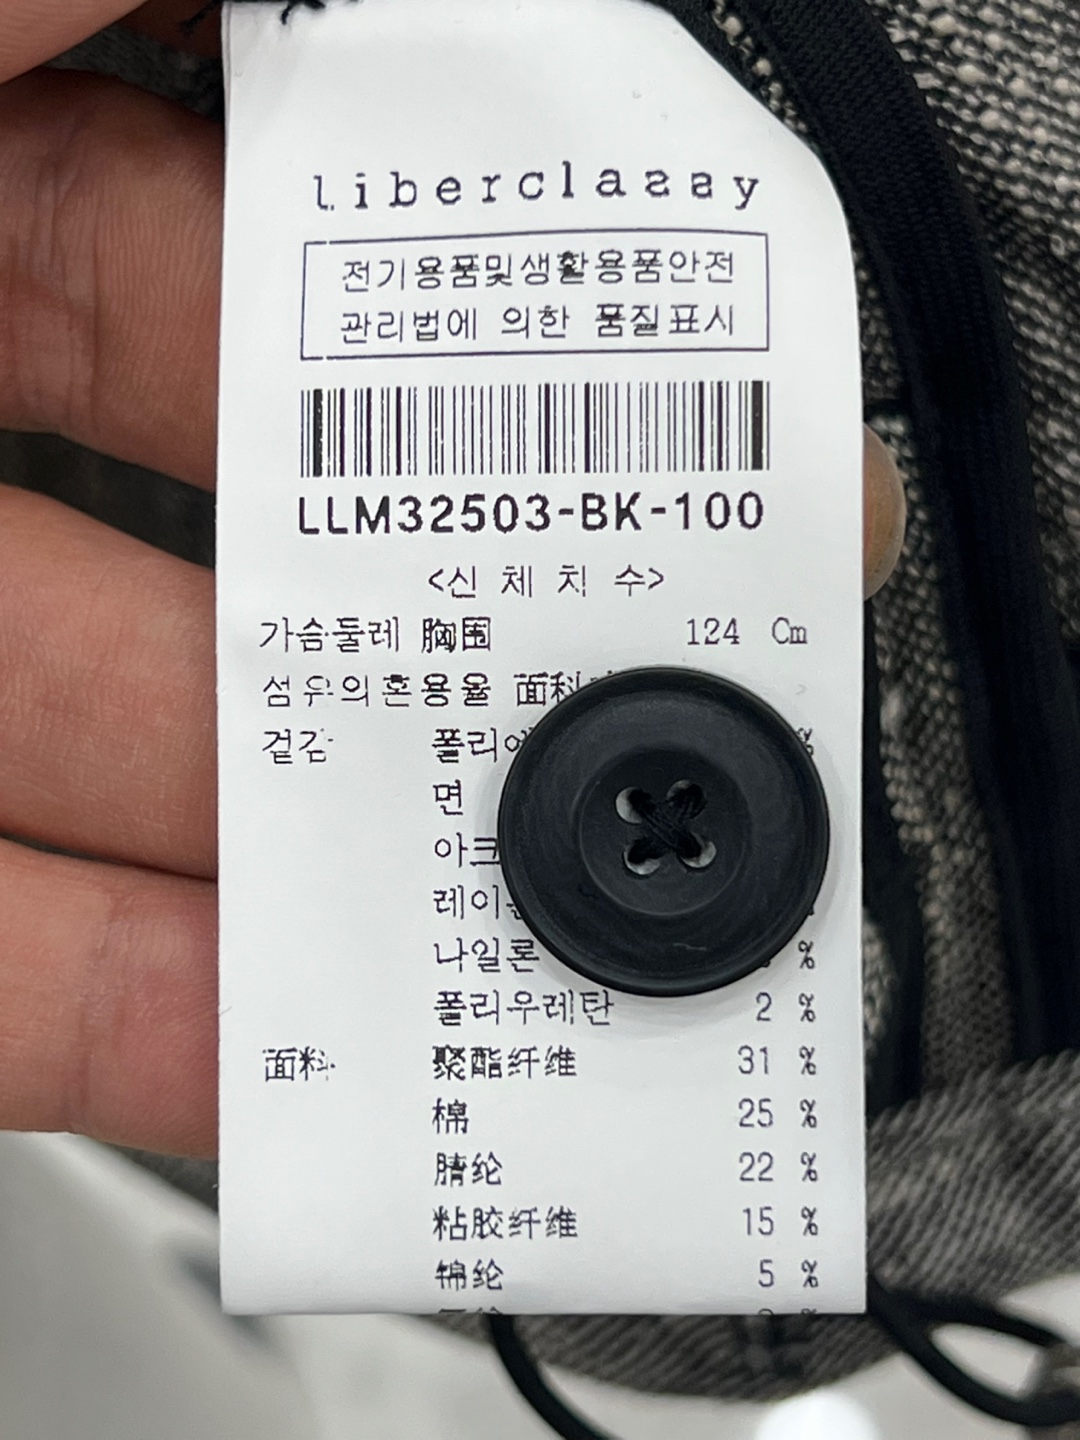 Liberclassy
전기용품및생활용품안전
관리법에 의한 품질표시
LLM32503-BK-100
<신 체 치 수>
가슴둘레 胸围 124 Cm
섬유의혼용율 面料
겉감 %
면
나일론 %
폴리우레탄 2 %
面料 聚酯纤维 31 %
棉 25 %
腈纶 22 %
粘胶纤维 15 %
锦纶 5 %